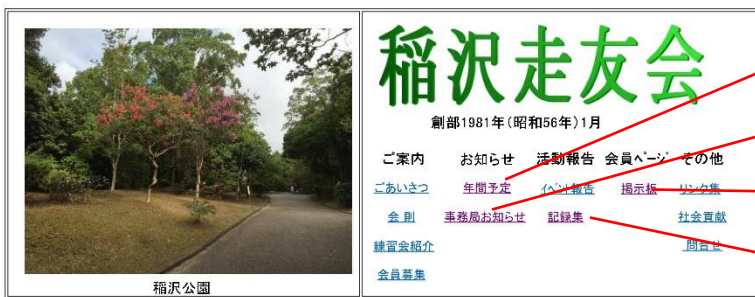 稲沢走友会
創部1981年(昭和56年)1月
ご案内 お知らせ 活動報告 会員ページ その他
ごあいさつ 年間予定 イベント報告 掲示板 リンク集
会則 事務局お知らせ 記録集 社会貢献
練習会紹介 問合せ
会員募集
稲沢公園